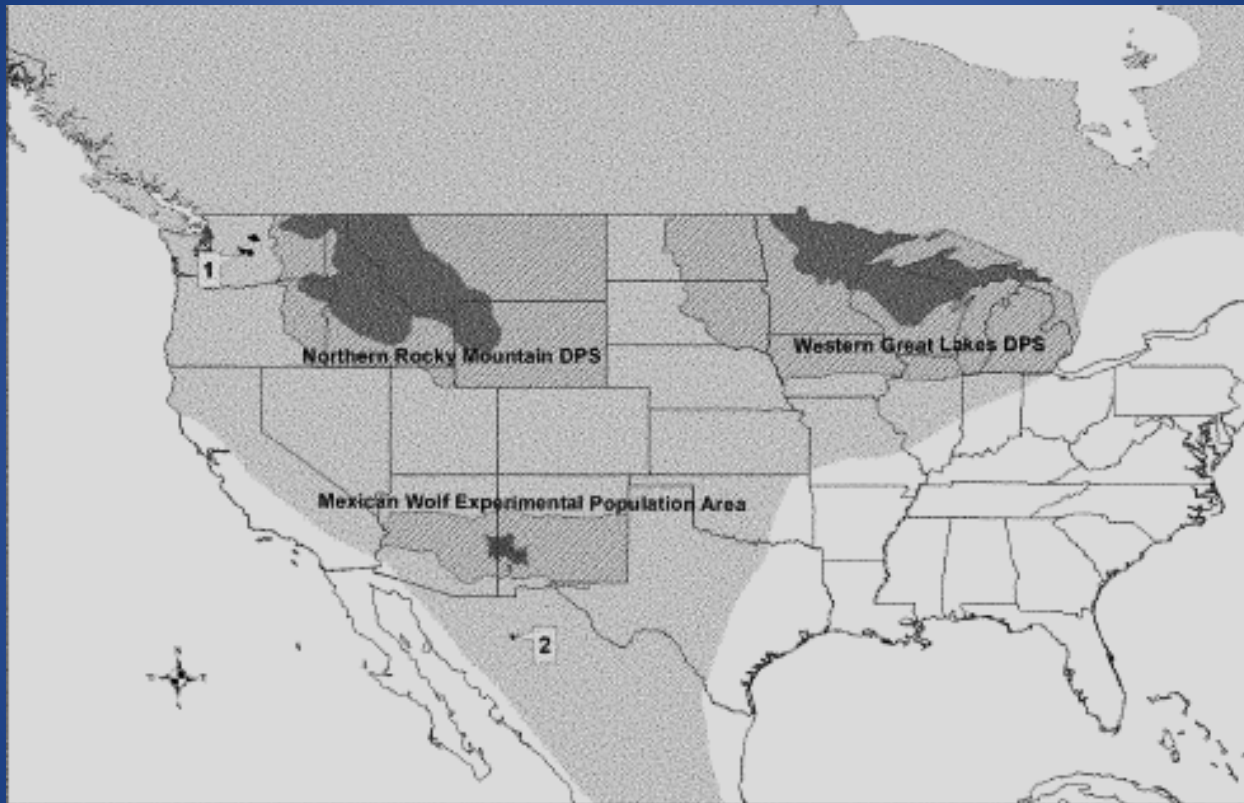 1
Northern Rocky Mountain DPS
Western Great Lakes DPS
Mexican Wolf Experimental Population Area
2